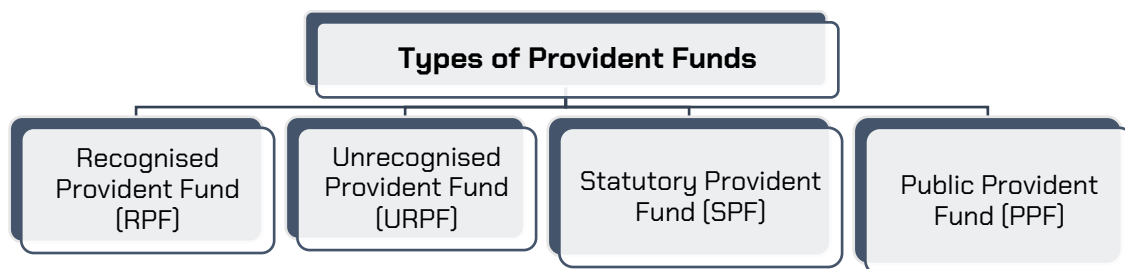 Types of Provident Funds
Recognised
Provident Fund
(RPF)
Unrecognised
Provident Fund
(URPF)
Statutory Provident
Fund (SPF)
Public Provident
Fund (PPF)